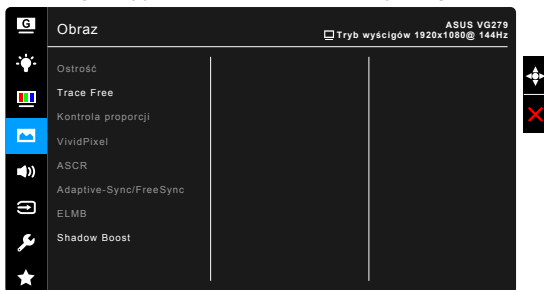 G
Obraz
ASUS VG279
Tryb wyścigów 1920x1080@ 144Hz
Ostrość
Trace Free
Kontrola proporcji
VividPixel
ASCR
Adaptive-Sync/FreeSync
ELMB
Shadow Boost